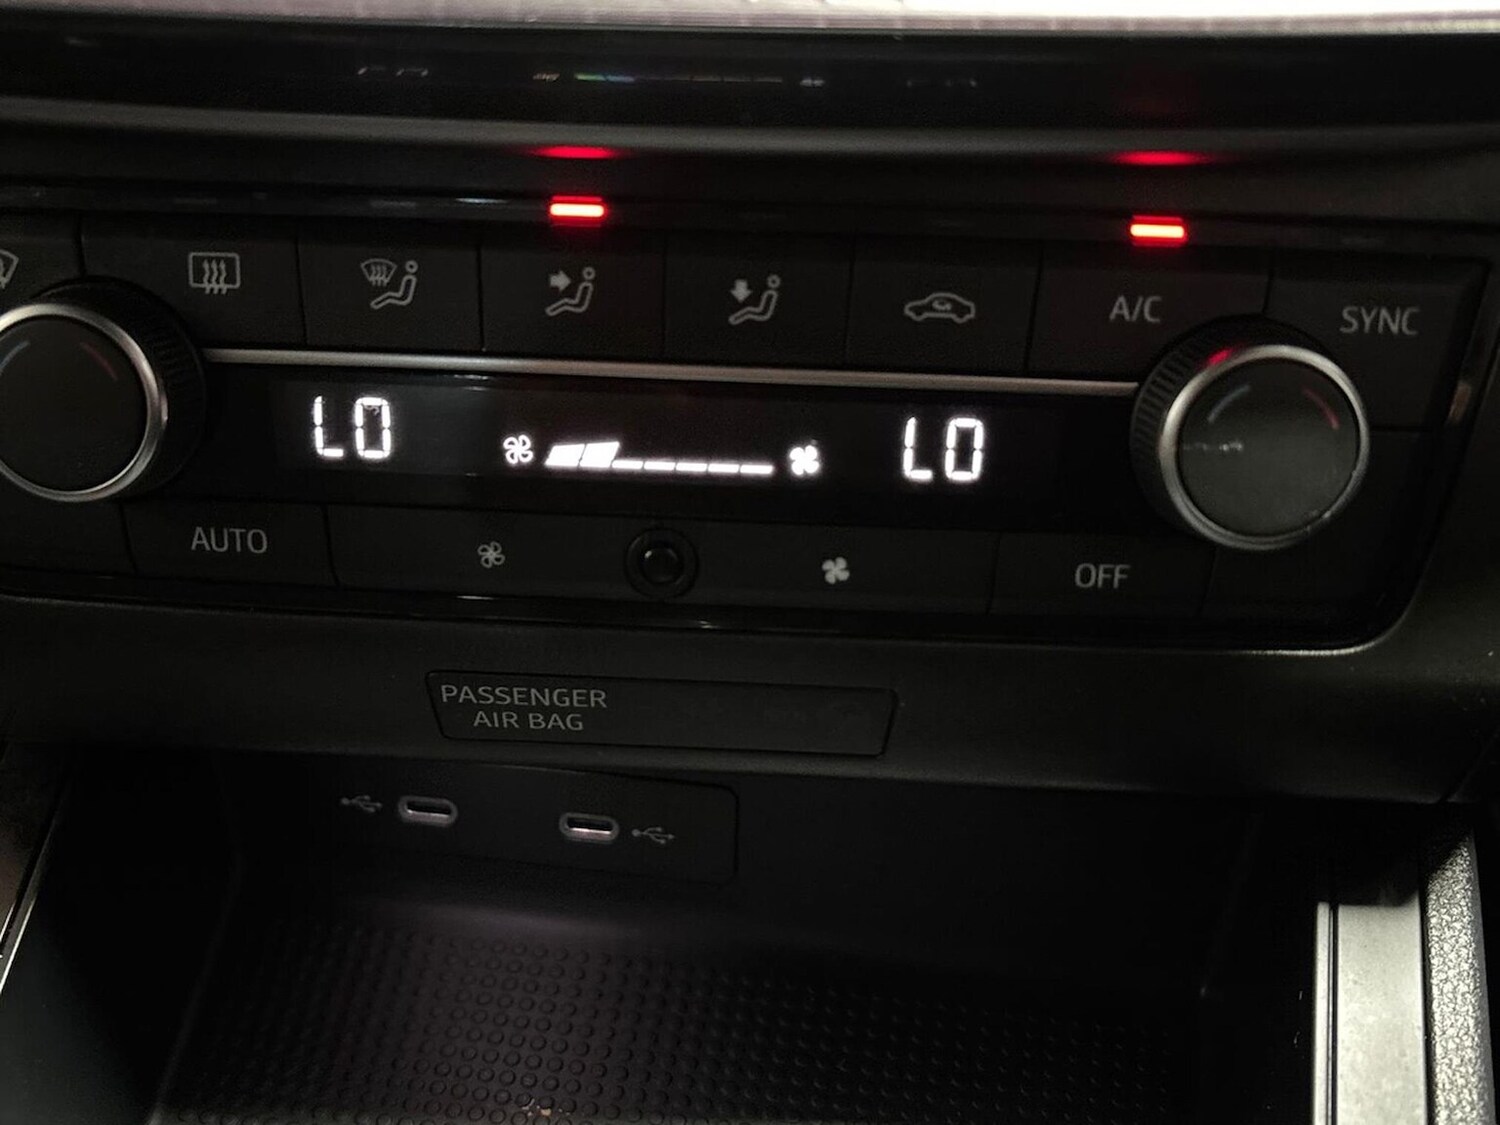 A/C
SYNC
LO
LO
AUTO
OFF
PASSENGER
AIR BAG